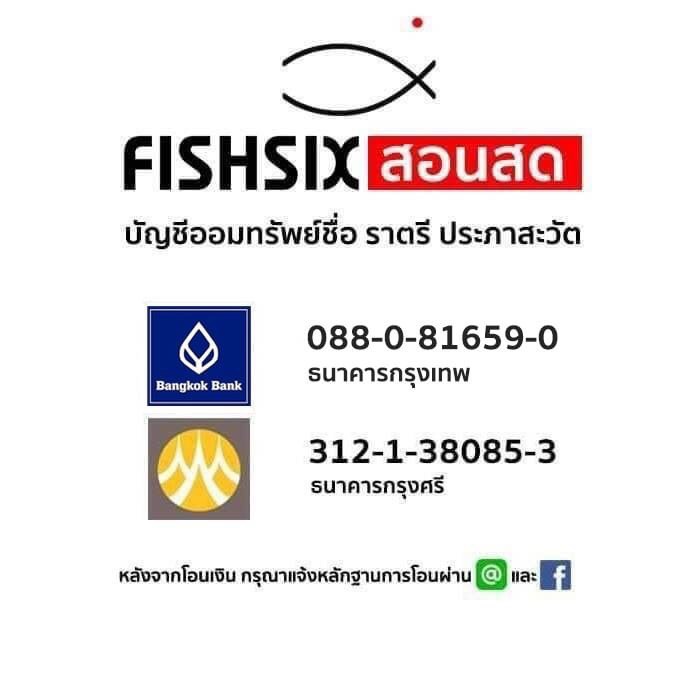 FISHSIX สอนสด
บัญชีออมทรัพย์ชื่อ ราตรี ประภาสะวัต
088-0-81659-0
Bangkok Bank
ธนาคารกรุงเทพ
312-1-38085-3
ธนาคารกรุงศรี
หลังจากโอนเงิน กรุณาแจ้งหลักฐานการโอนผ่าน @ และ f